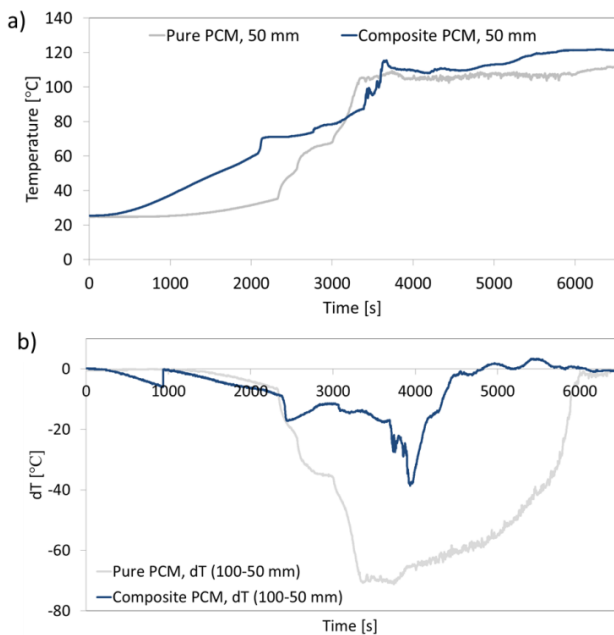 a)
Pure PCM, 50 mm
Composite PCM, 50 mm
Temperature [°C]
140
120
100
80
60
40
20
0
0 1000 2000 3000 4000 5000 6000
Time [s]
b)
dT [°C]
0
-20
-40
-60
-80
0 1000 2000 3000 4000 5000 6000
Pure PCM, dT (100-50 mm)
Composite PCM, dT (100-50 mm)
Time [s]